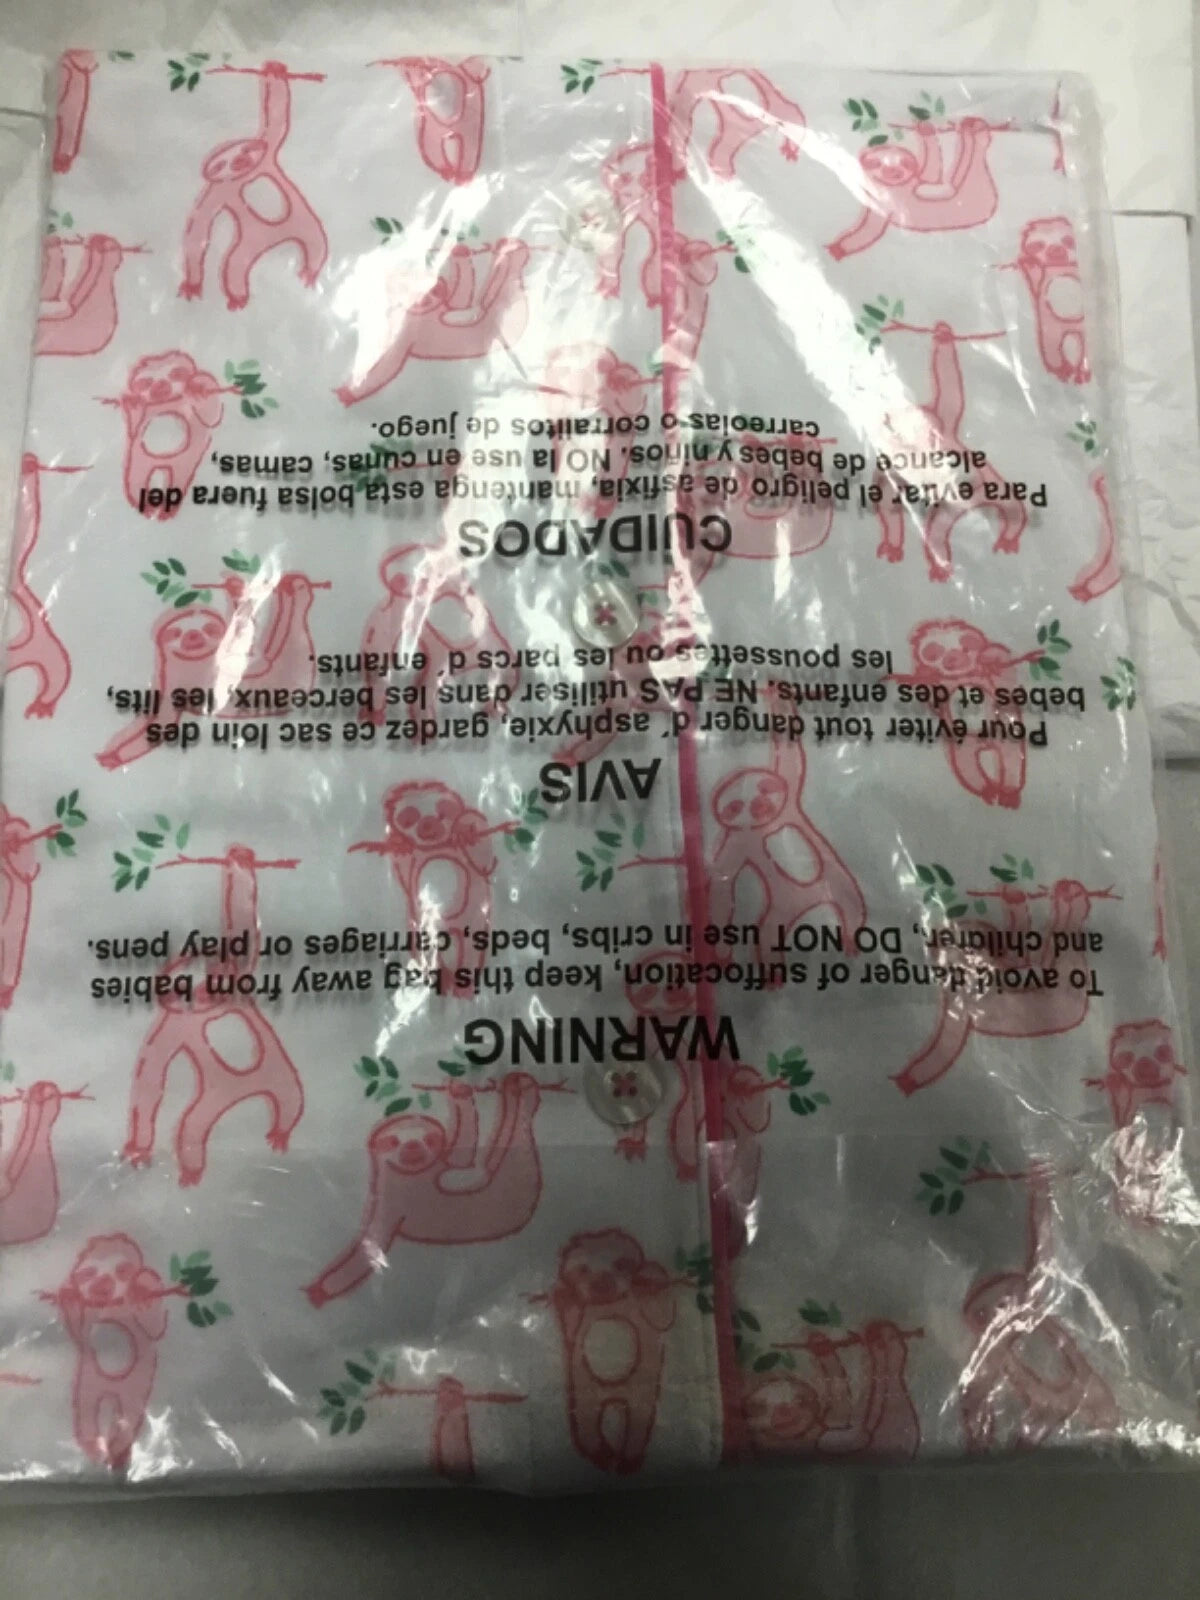 WARNING
To avoid danger of suffocation, keep this bag away from babies
and children, DO NOT use in cribs, beds, carriages or play pens.
AVIS
Pour éviter tout danger d´ asphyxie, gardez ce sac loin des
bebes et des enfants. NE PAS utiliser dans les berceaux, les lits,
les poussettes ou les parcs d´ enfants.
CUIDADOS
Para evitar el peligro de asfixia, mantenga esta bolsa fuera del
alcance de bebes y niños. NO la use en cunas, camas,
carreolas o corralitos de juego.